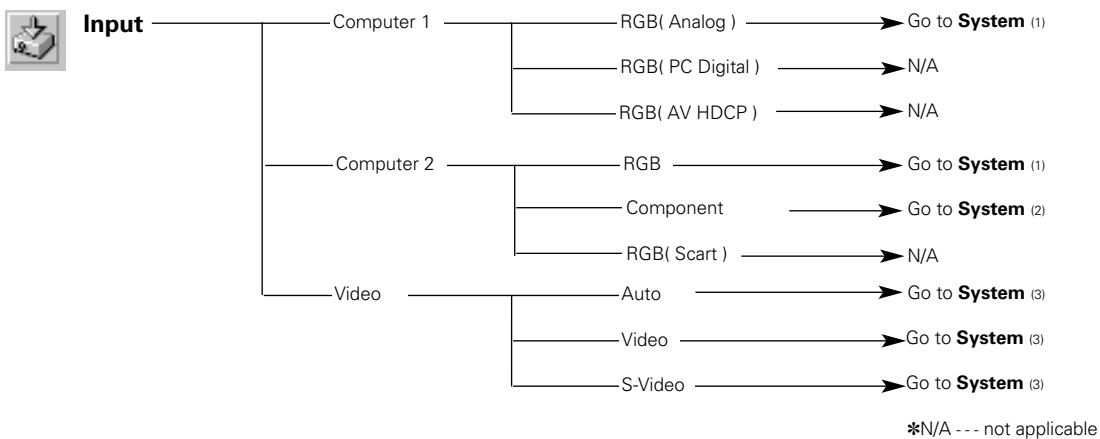 Input Computer 1 RGB( Analog ) Go to System (1)
RGB( PC Digital ) N/A
RGB( AV HDCP ) N/A
Computer 2 RGB Go to System (1)
Component Go to System (2)
RGB( Scart ) N/A
Video Auto Go to System (3)
Video Go to System (3)
S-Video Go to System (3)
✽N/A - - - not applicable